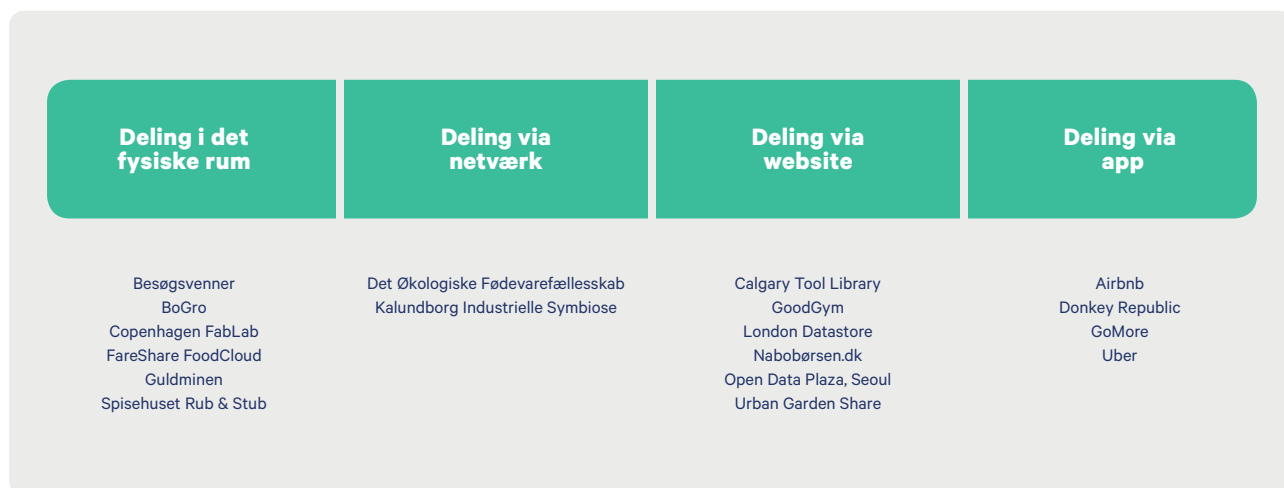 Deling i det
fysiske rum
Deling via
netværk
Deling via
website
Deling via
app
Besøgsvenner
BoGro
Copenhagen FabLab
FareShare FoodCloud
Guldminen
Spisehuset Rub & Stub
Det Økologiske Fødevarefællesskab
Kalundborg Industrielle Symbiose
Calgary Tool Library
GoodGym
London Datastore
Nabobørsen.dk
Open Data Plaza, Seoul
Urban Garden Share
Airbnb
Donkey Republic
GoMore
Uber